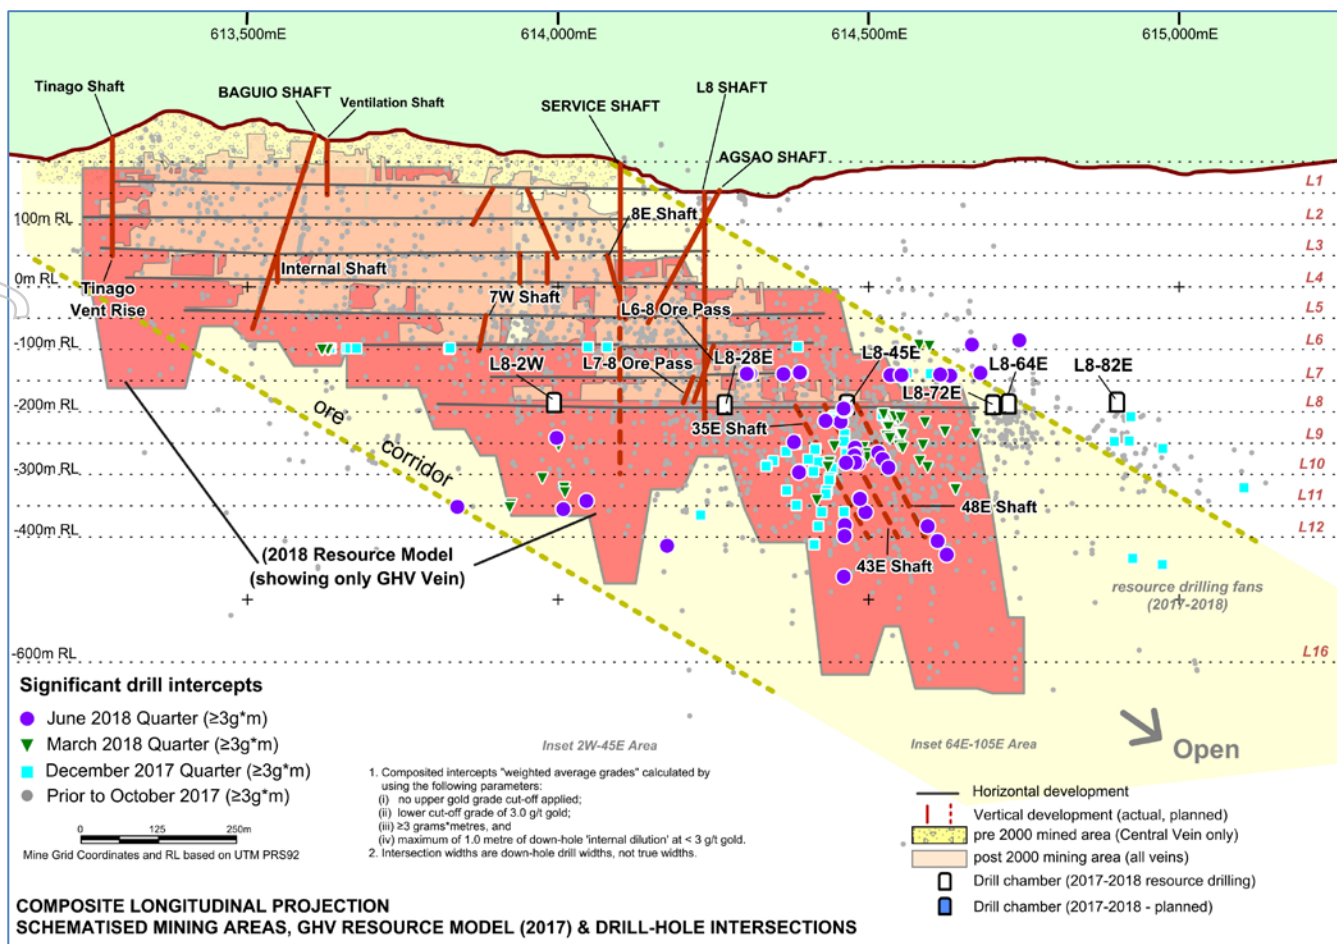 613,500mE
614,000mE
614,500mE
615,000mE
Tinago Shaft
BAGUIO SHAFT
Ventilation Shaft
SERVICE SHAFT
L8 SHAFT
AGSAO SHAFT
L1
100m RL
8E Shaft
L2
L3
Internal Shaft
0m RL
L4
Tinago
Vent Rise
7W Shaft
L6-8 Ore Pass
L5
-100m RL
L8-2W
L7-8 Ore Pass
L8-28E
L8-45E
L8-64E
L8-82E
L6
L7
L8-72E
-200m RL
L8
35E Shaft
L9
ore
corridor
-300m RL
L10
48E Shaft
L11
-400m RL
L12
(2018 Resource Model
(showing only GHV Vein)
43E Shaft
resource drilling fans
(2017-2018)
-600m RL
L16
Significant drill intercepts
June 2018 Quarter (≥3g*m)
March 2018 Quarter (≥3g*m)
December 2017 Quarter (≥3g*m)
Prior to October 2017 (≥3g*m)
0 125 250m
Mine Grid Coordinates and RL based on UTM PRS92
Inset 2W-45E Area
Inset 64E-105E Area
Open
1. Composited intercepts "weighted average grades" calculated by
using the following parameters:
(i) no upper gold grade cut-off applied;
(ii) lower cut-off grade of 3.0 g/t gold;
(iii) ≥3 grams*metres, and
(iv) maximum of 1.0 metre of down-hole 'internal dilution' at < 3 g/t gold.
2. Intersection widths are down-hole drill widths, not true widths.
Horizontal development
Vertical development (actual, planned)
pre 2000 mined area (Central Vein only)
post 2000 mining area (all veins)
Drill chamber (2017-2018 resource drilling)
Drill chamber (2017-2018 - planned)
COMPOSITE LONGITUDINAL PROJECTION
SCHEMATISED MINING AREAS, GHV RESOURCE MODEL (2017) & DRILL-HOLE INTERSECTIONS